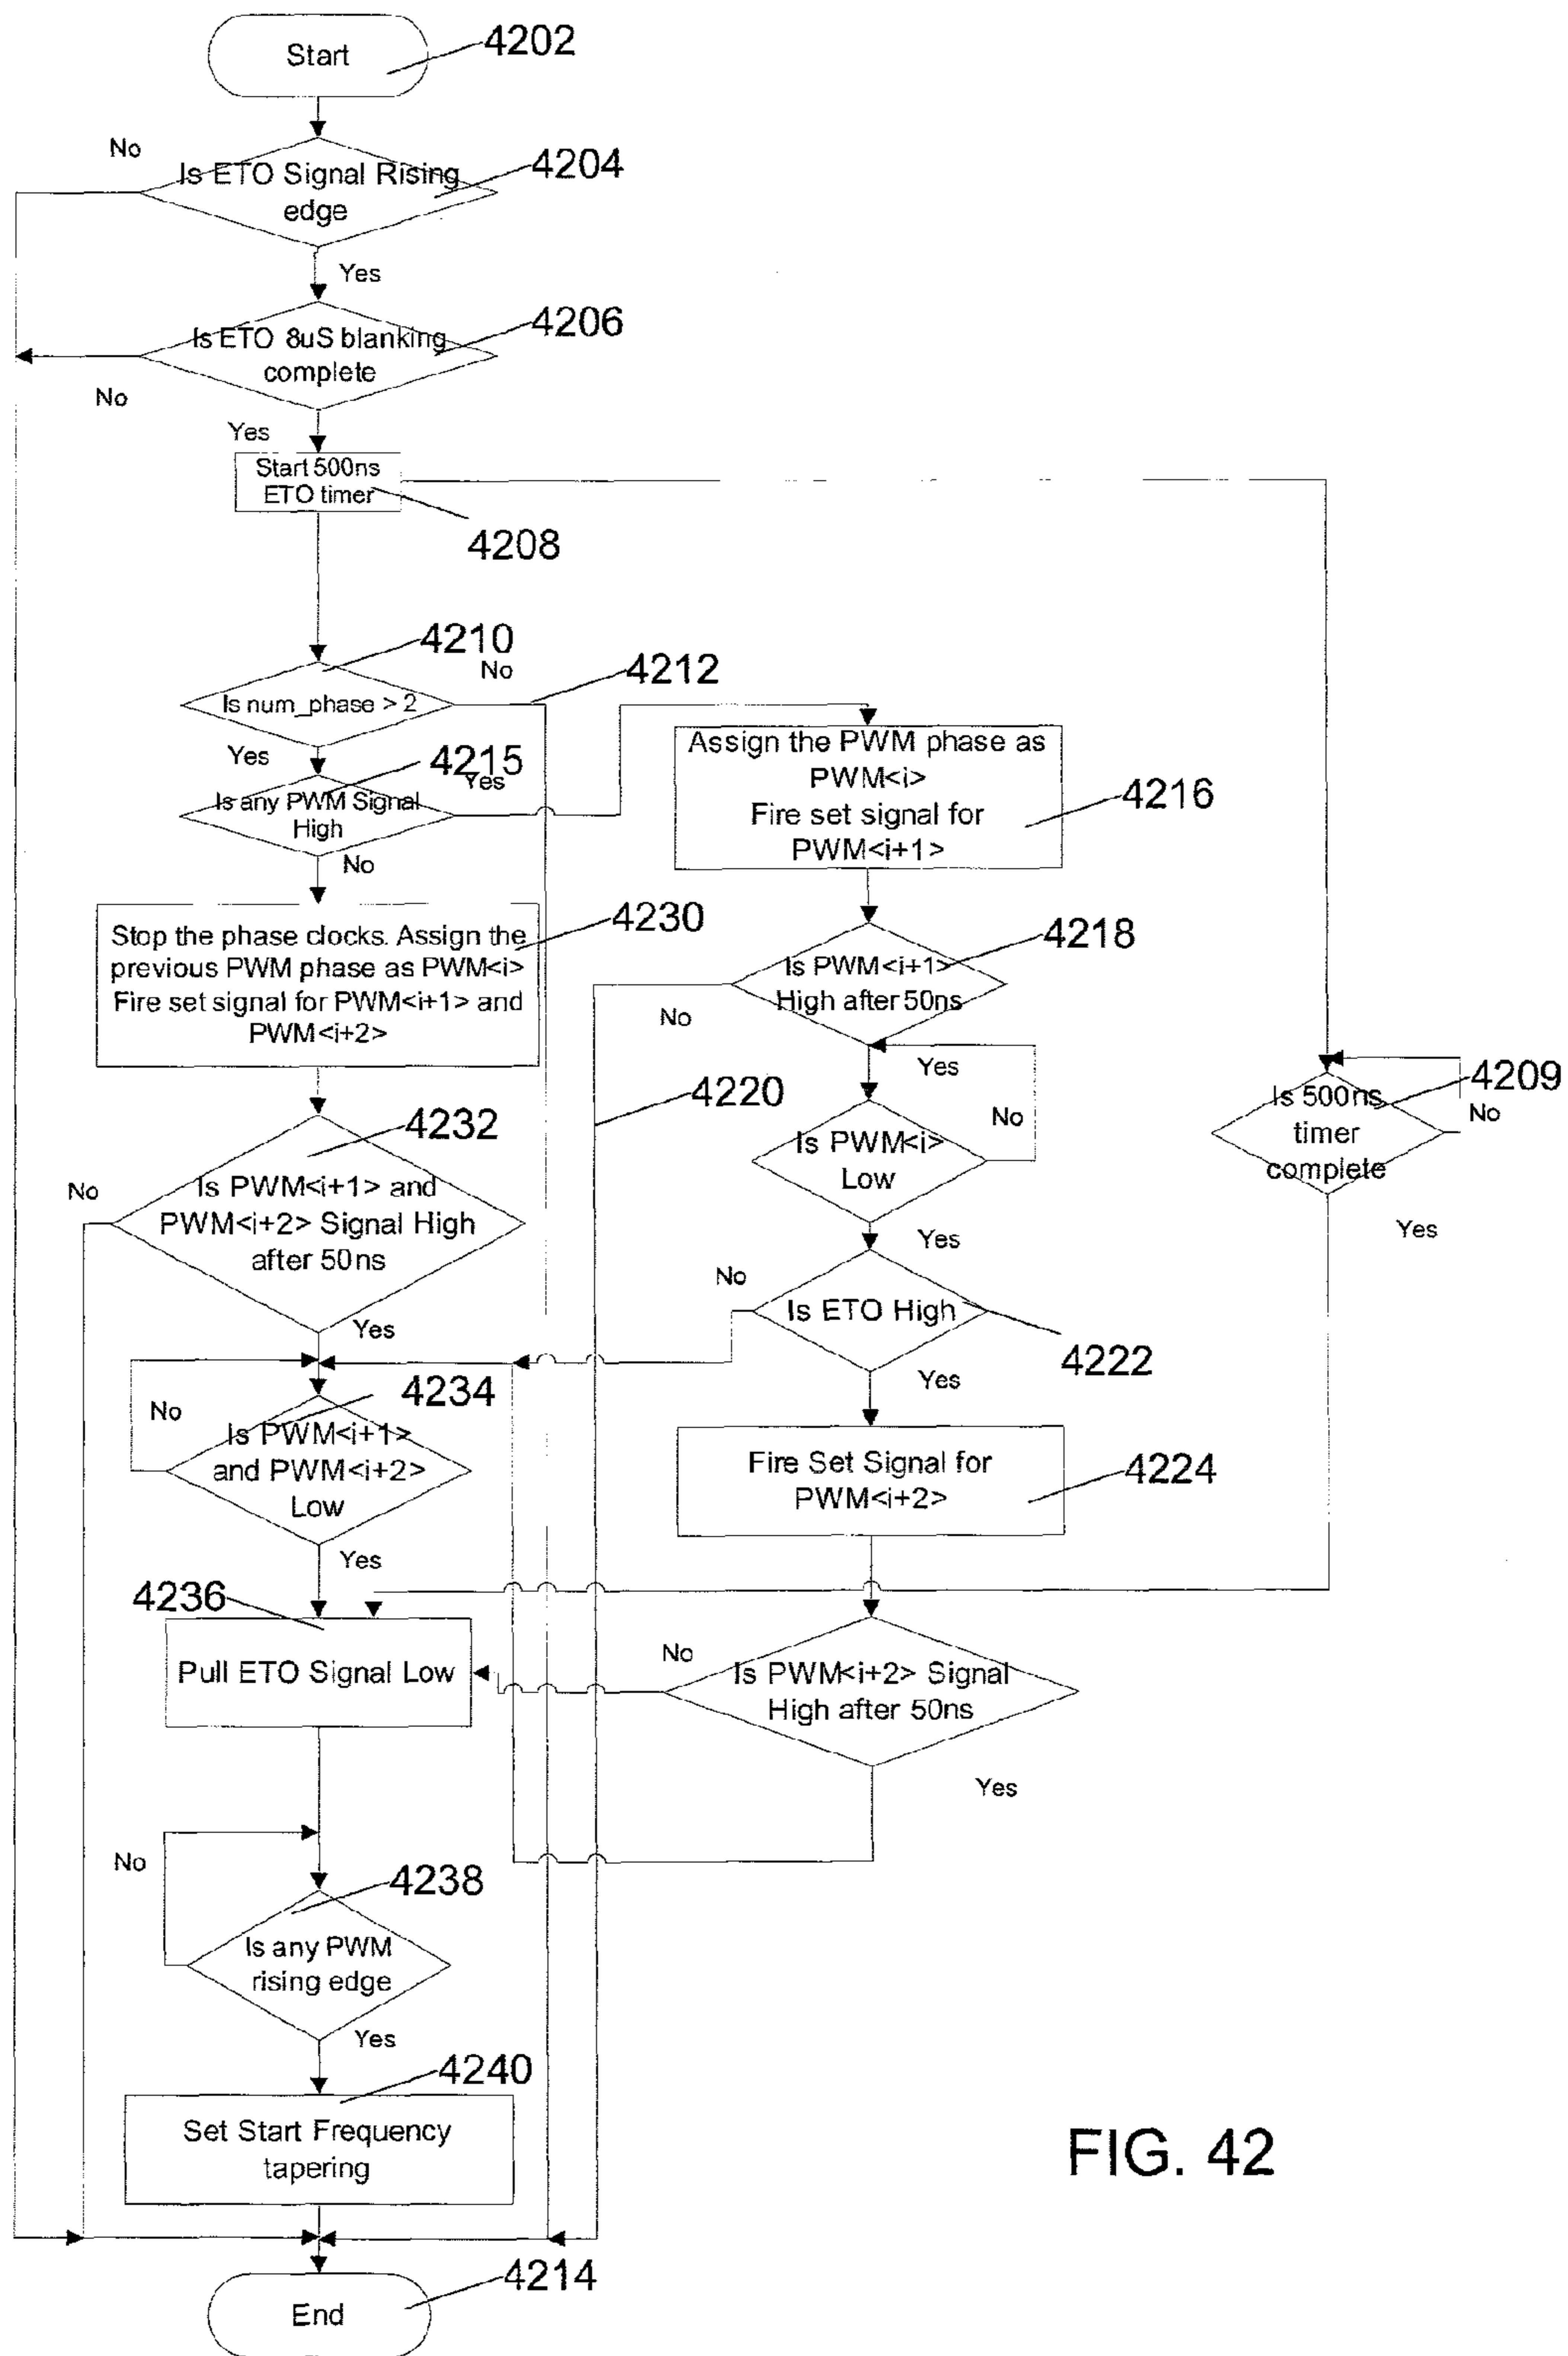 Start
4202
No
Is ETO Signal Rising
edge
4204
Yes
Is ETO 8uS blanking
complete
4206
No
Yes
Start 500ns
ETO timer
4208
4210
No
4212
Is num_phase > 2
Yes
4215
Yes
Is any PWM Signal
High
No
Assign the PWM phase as
PWM<i>
Fire set signal for
PWM<i+1>
4216
Stop the phase clocks. Assign the
previous PWM phase as PWM<i>
Fire set signal for PWM<i+1> and
PWM<i+2>
4230
Is PWM<i+1>
High after 50ns
4218
No
Yes
4220
Is PWM<i>
Low
No
Yes
Is 500ns
timer
complete
4209
No
Yes
4232
No
Is PWM<i+1> and
PWM<i+2> Signal High
after 50ns
Yes
No
Is ETO High
4222
Yes
4234
No
Is PWM<i+1>
and PWM<i+2>
Low
Yes
Fire Set Signal for
PWM<i+2>
4224
4236
Pull ETO Signal Low
No
Is PWM<i+2> Signal
High after 50ns
Yes
No
4238
Is any PWM
rising edge
Yes
4240
Set Start Frequency
tapering
FIG. 42
4214
End